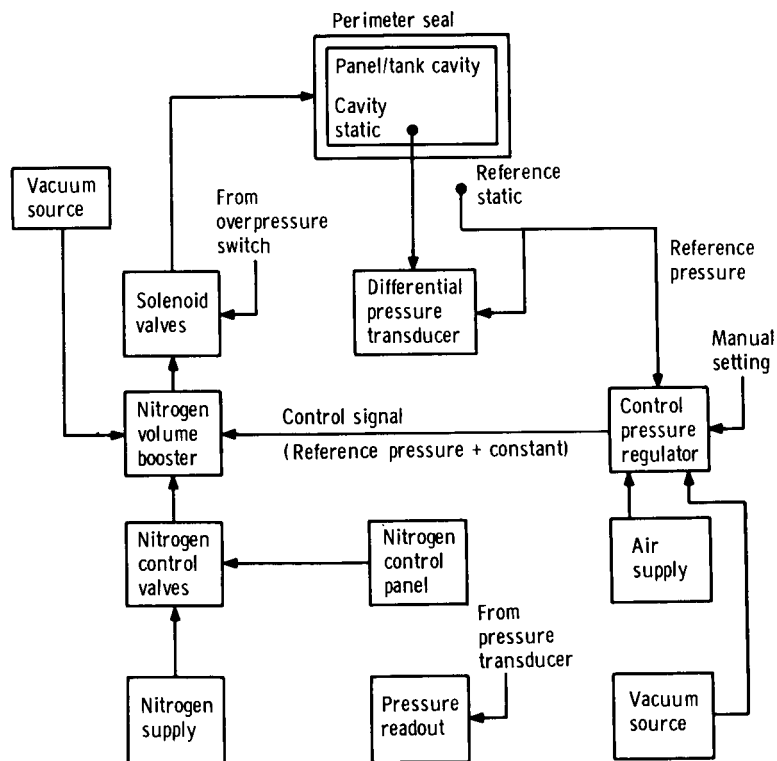 Perimeter seal
Panel/tank cavity
Cavity
static
Reference
static
Vacuum
source
From
overpressure
switch
Reference
pressure
Solenoid
valves
Differential
pressure
transducer
Manual
setting
Nitrogen
volume
booster
Control signal
(Reference pressure + constant)
Control
pressure
regulator
Nitrogen
control
valves
Nitrogen
control
panel
Air
supply
From
pressure
transducer
Nitrogen
supply
Pressure
readout
Vacuum
source